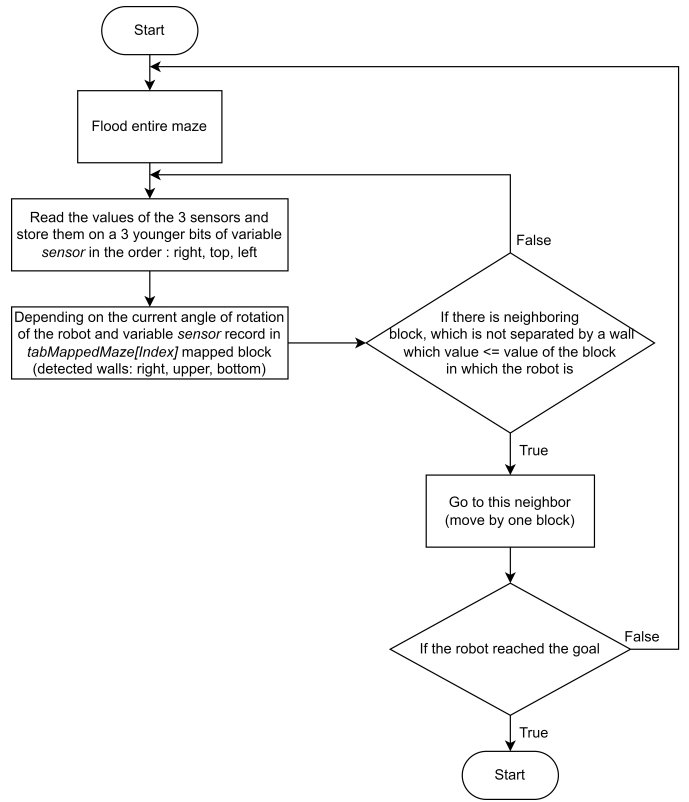 Start
Flood entire maze
Read the values of the 3 sensors and
store them on a 3 younger bits of variable
sensor in the order : right, top, left
Depending on the current angle of rotation
of the robot and variable sensor record in
tabMappedMaze[Index] mapped block
(detected walls: right, upper, bottom)
False
If there is neighboring
block, which is not separated by a wall
which value <= value of the block
in which the robot is
True
Go to this neighbor
(move by one block)
If the robot reached the goal
False
True
Start